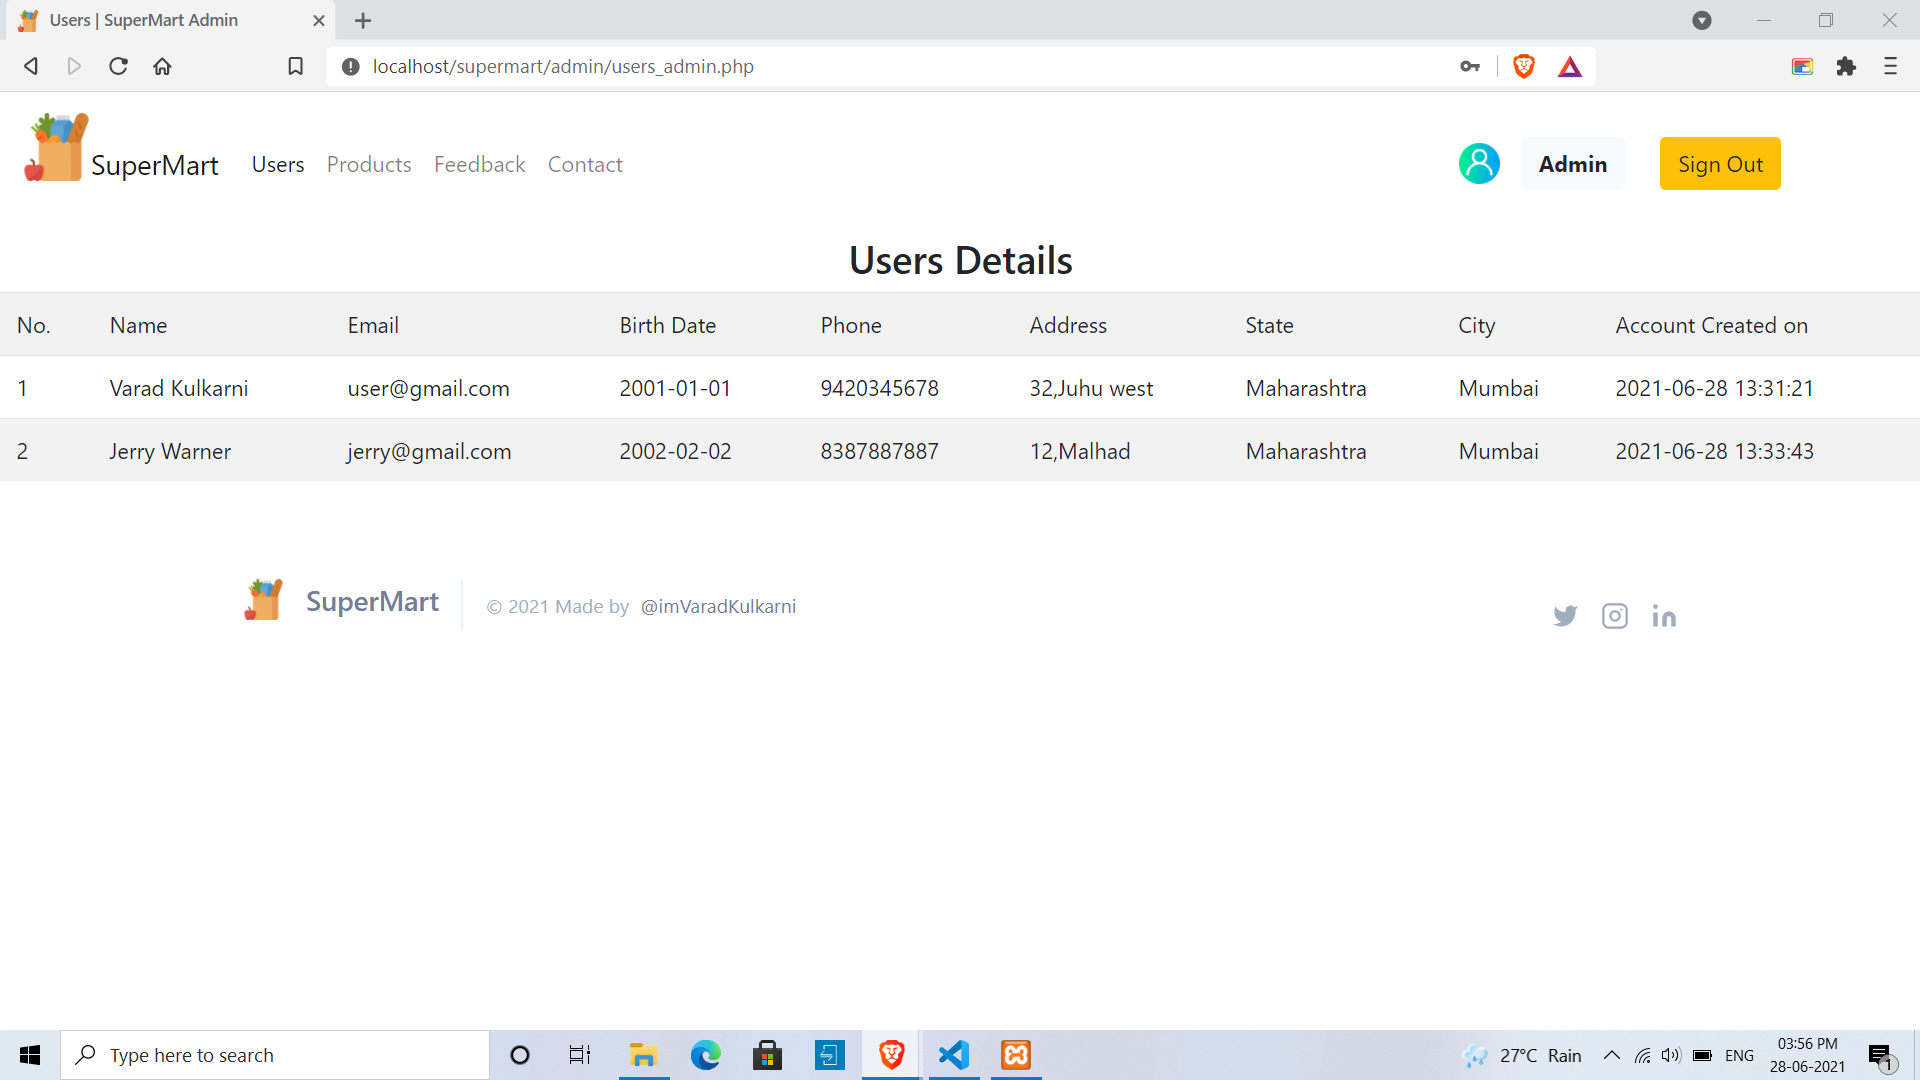 Users | SuperMart Admin
localhost/supermart/admin/users_admin.php
SuperMart Users Products Feedback Contact Admin Sign Out
Users Details
No. Name Email Birth Date Phone Address State City Account Created on
1 Varad Kulkarni user@gmail.com 2001-01-01 9420345678 32,Juhu west Maharashtra Mumbai 2021-06-28 13:31:21
2 Jerry Warner jerry@gmail.com 2002-02-02 8387887887 12,Malhad Maharashtra Mumbai 2021-06-28 13:33:43
SuperMart © 2021 Made by @imVaradKulkarni
Type here to search 27°C Rain ENG 03:56 PM
28-06-2021 1